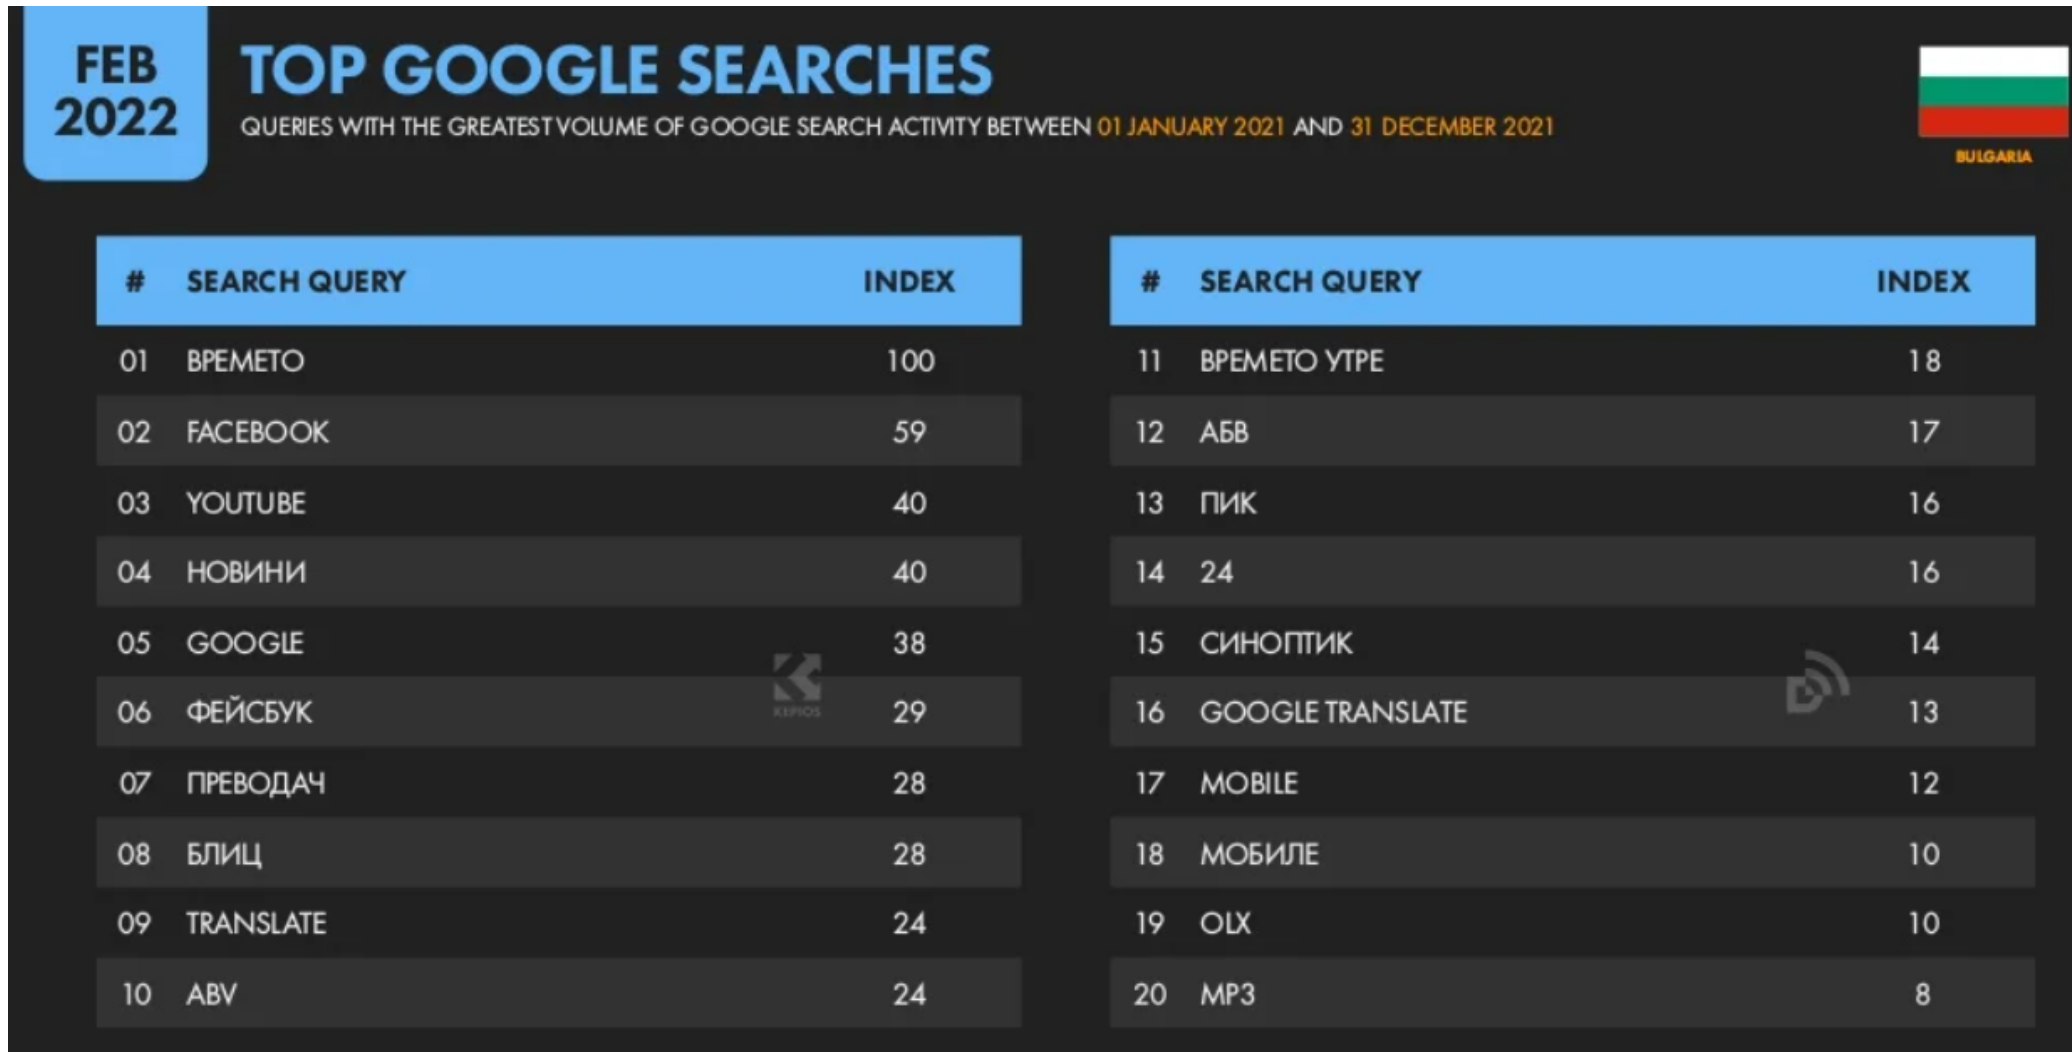 FEB
2022
TOP GOOGLE SEARCHES
QUERIES WITH THE GREATEST VOLUME OF GOOGLE SEARCH ACTIVITY BETWEEN 01 JANUARY 2021 AND 31 DECEMBER 2021
BULGARIA
# SEARCH QUERY INDEX
01 ВРЕМЕТО 100
02 FACEBOOK 59
03 YOUTUBE 40
04 НОВИНИ 40
05 GOOGLE 38
06 ФЕЙСБУК 29
07 ПРЕВОДАЧ 28
08 БЛИЦ 28
09 TRANSLATE 24
10 ABV 24
KEPIOS
# SEARCH QUERY INDEX
11 ВРЕМЕТО УТРЕ 18
12 АБВ 17
13 ПИК 16
14 24 16
15 СИНОПТИК 14
16 GOOGLE TRANSLATE 13
17 MOBILE 12
18 МОБИЛЕ 10
19 OLX 10
20 MP3 8